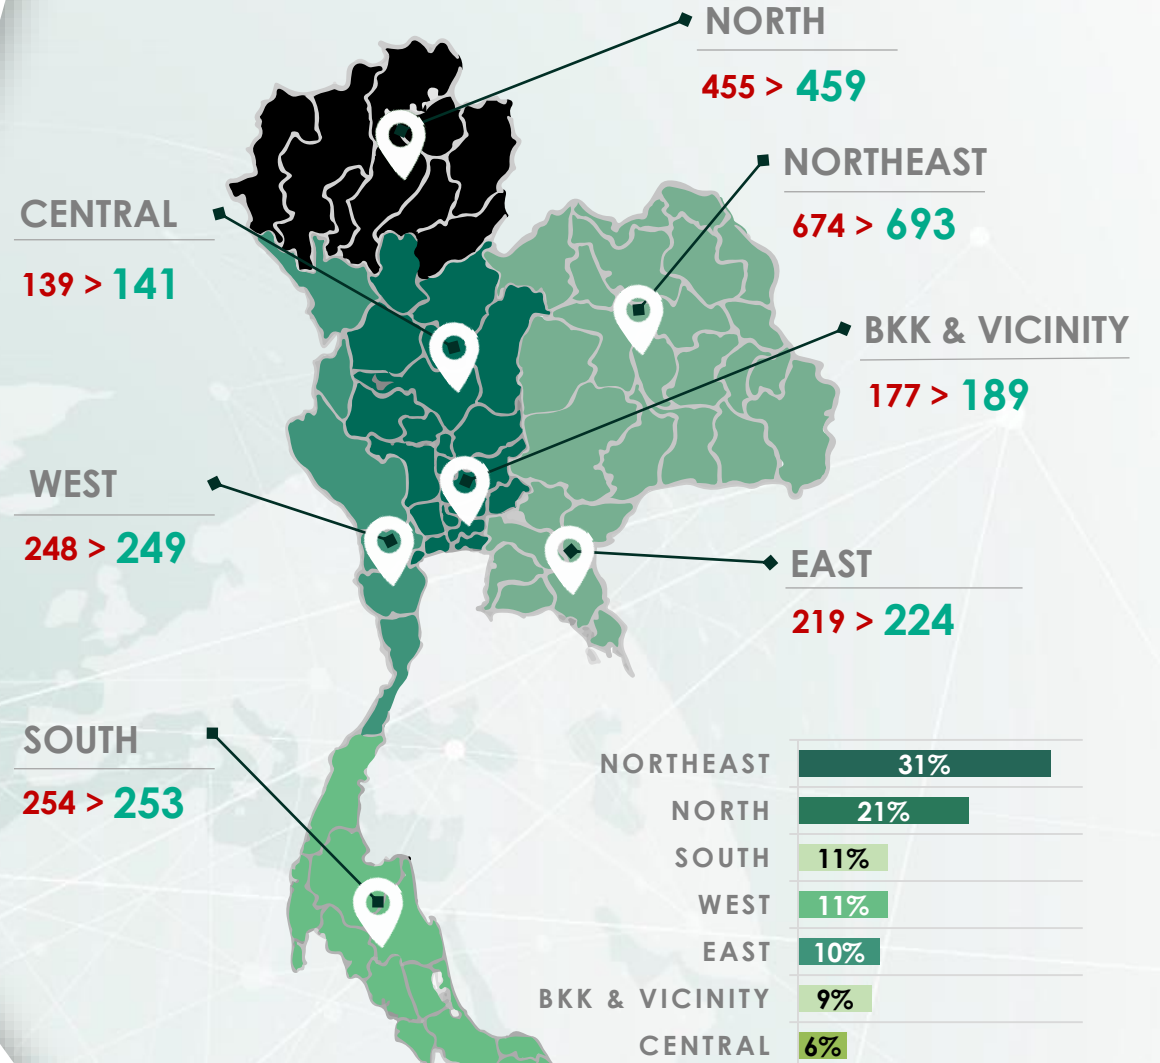 NORTH
455 > 459
NORTHEAST
674 > 693
CENTRAL
139 > 141
BKK & VICINITY
177 > 189
WEST
248 > 249
EAST
219 > 224
SOUTH
254 > 253
NORTHEAST 31%
NORTH 21%
SOUTH 11%
WEST 11%
EAST 10%
BKK & VICINITY 9%
CENTRAL 6%